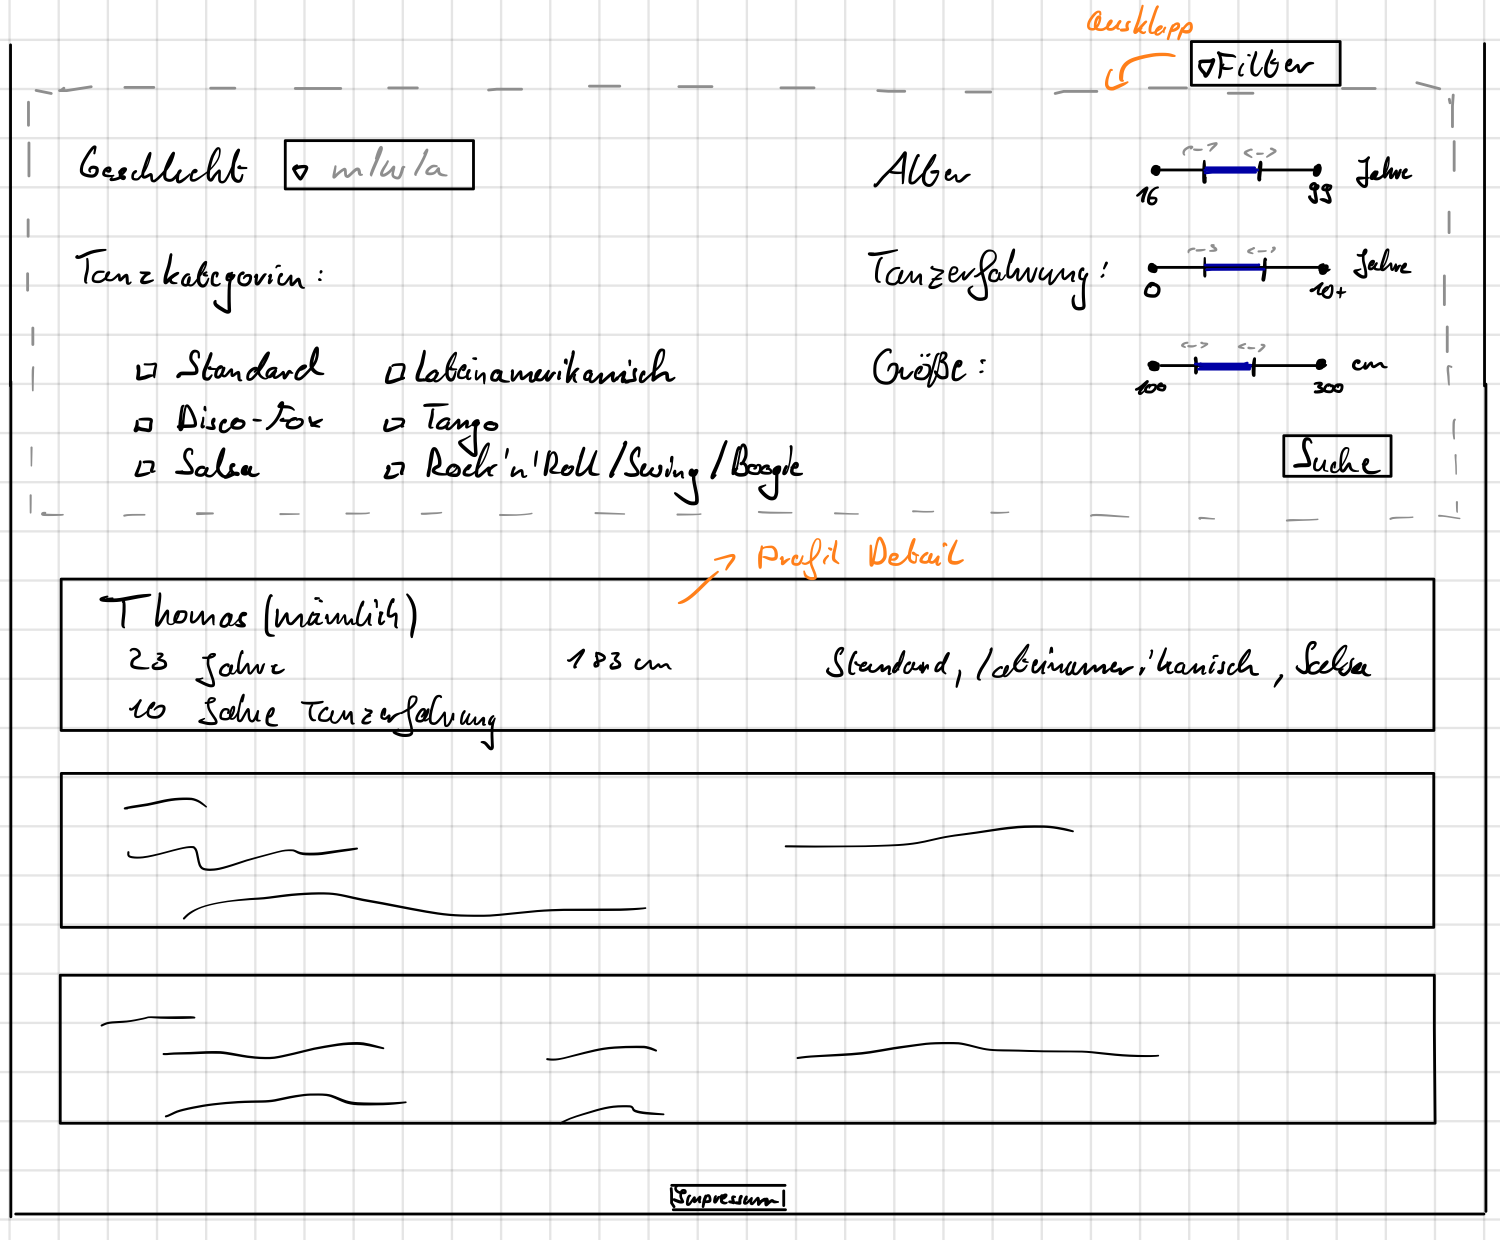 Ausklapp
Filter
Geschlecht m/w/a
Alter 16 99 Jahre
Tanzkategorien:
Tanzerfahrung: 0 10+ Jahre
Standard Lateinamerikanisch
Größe: 100 300 cm
Disco-Fox Tango
Salsa Rock'n'Roll/Swing/Boogie
Suche
Profil Detail
Thomas (männlich)
23 Jahre 183 cm Standard, lateinamerikanisch, Salsa
10 Jahre Tanzerfahrung
Impressum